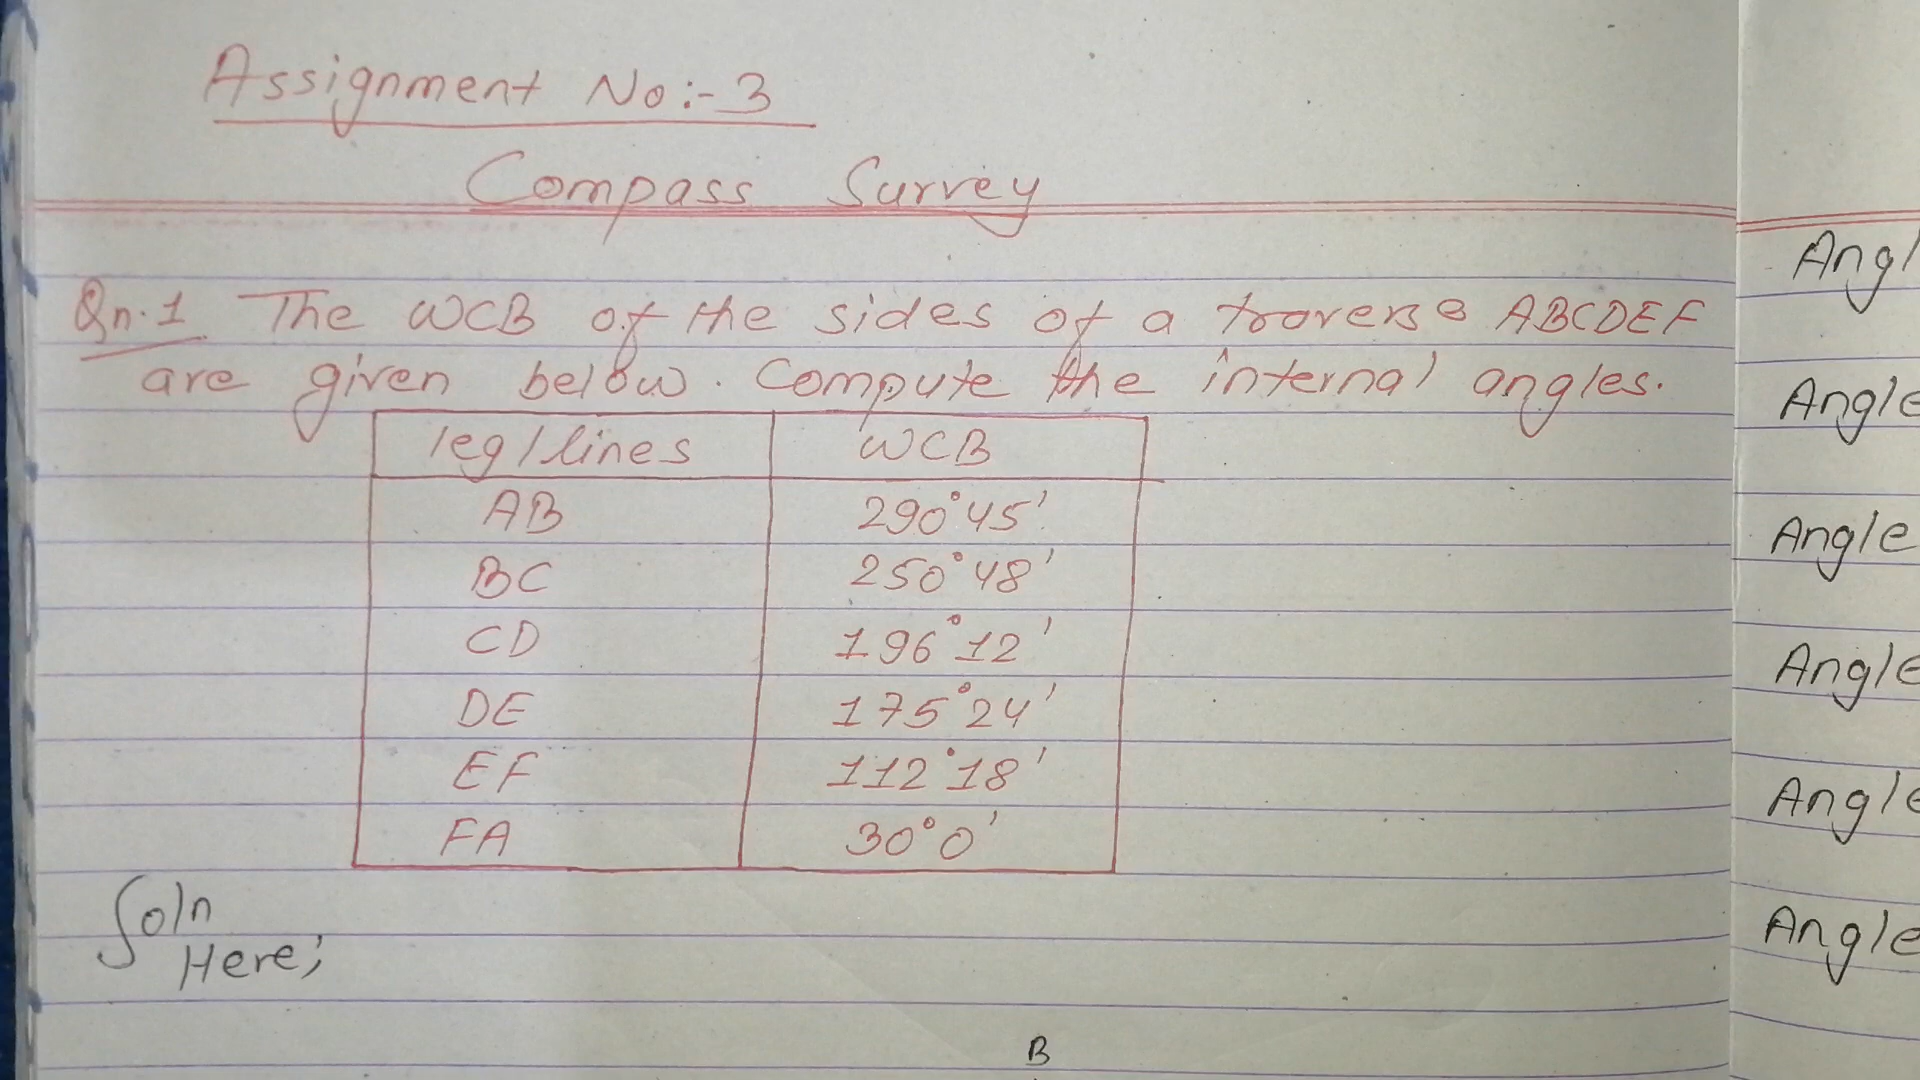 Assignment No:-3
Compass Survey
Qn.1 The WCB of the sides of a traverse ABCDEF
are given below. Compute the internal angles.
leg/lines WCB
AB 290°45'
BC 250°48'
CD 196°12'
DE 175°24'
EF 112°18'
FA 30°0'
Soln
Here;
B
Angl
Angle
Angle
Angle
Angle
Angle